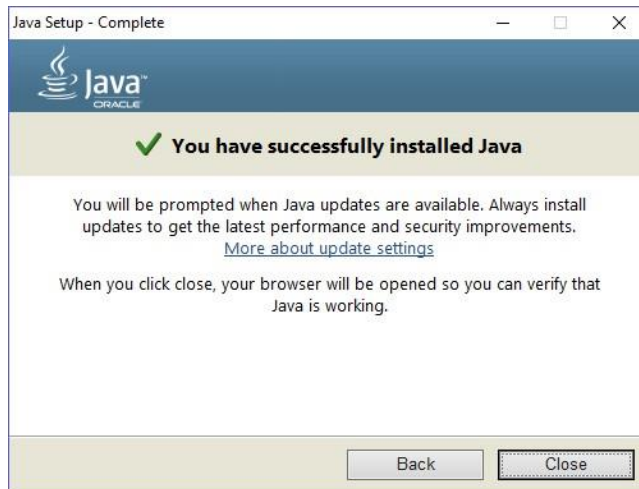 Java Setup - Complete
Java™
ORACLE
You have successfully installed Java
You will be prompted when Java updates are available. Always install
updates to get the latest performance and security improvements.
More about update settings
When you click close, your browser will be opened so you can verify that
Java is working.
Back Close